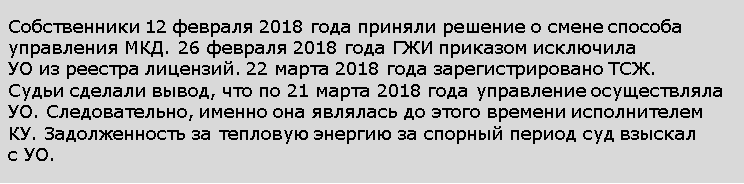 Собственники 12 февраля 2018 года приняли решение о смене способа
управления МКД. 26 февраля 2018 года ГЖИ приказом исключила
УО из реестра лицензий. 22 марта 2018 года зарегистрировано ТСЖ.
Судьи сделали вывод, что по 21 марта 2018 года управление осуществляла
УО. Следовательно, именно она являлась до этого времени исполнителем
КУ. Задолженность за тепловую энергию за спорный период суд взыскал
с УО.